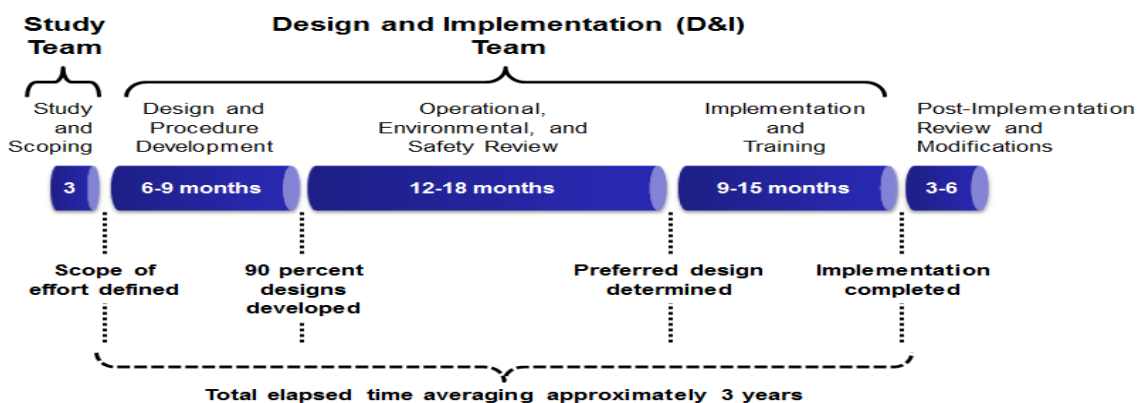 Study
Team
Design and Implementation (D&I)
Team
Study
and
Scoping
Design and
Procedure
Development
Operational,
Environmental, and
Safety Review
Implementation
and
Training
Post-Implementation
Review and
Modifications
3
6-9 months
12-18 months
9-15 months
3-6
Scope of
effort defined
90 percent
designs
developed
Preferred design
determined
Implementation
completed
Total elapsed time averaging approximately 3 years